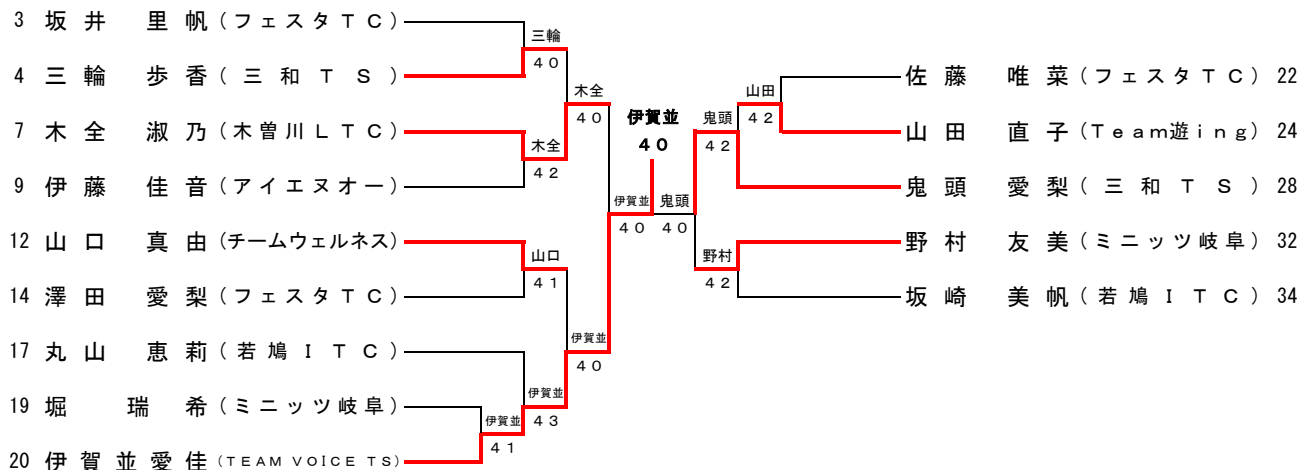 3 坂井 里帆(フェスタTC)
三輪
40
4 三輪 歩香(三和TS)
木全
40
7 木全 淑乃(木曽川LTC)
木全
42
9 伊藤 佳音(アイエヌオー)
伊賀並
40
12 山口 真由(チームウェルネス)
山口
41
14 澤田 愛梨(フェスタTC)
伊賀並
40
17 丸山 恵莉(若鳩ITC)
伊賀並
43
19 堀 瑞希(ミニッツ岐阜)
伊賀並
41
20 伊賀並愛佳(TEAM VOICE TS)
伊賀並
40
鬼頭
40
佐藤 唯菜(フェスタTC) 22
山田
42
山田 直子(Team遊ing) 24
鬼頭
42
鬼頭 愛梨(三和TS) 28
野村 友美(ミニッツ岐阜) 32
野村
42
坂崎 美帆(若鳩ITC) 34